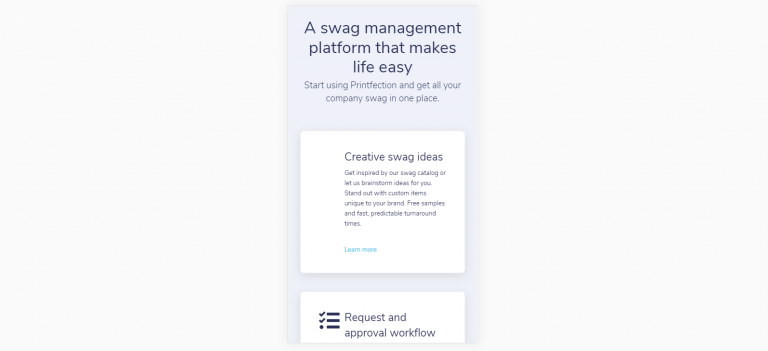 A swag management
platform that makes
life easy
Start using Printfection and get all your
company swag in one place.
Creative swag ideas
Get inspired by our swag catalog or
let us brainstorm ideas for you.
Stand out with custom items
unique to your brand. Free samples
and fast, predictable turnaround
times.
Learn more
Request and
approval workflow